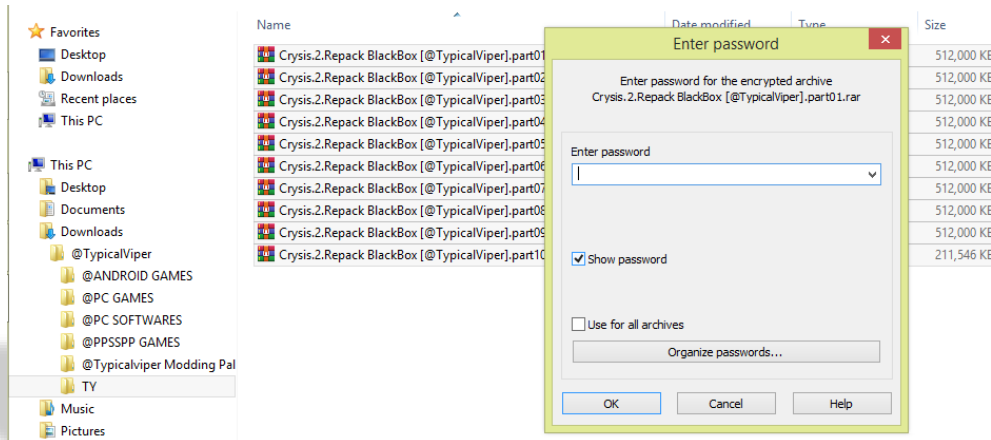 Favorites
Desktop
Downloads
Recent places
This PC
This PC
Desktop
Documents
Downloads
@TypicalViper
@ANDROID GAMES
@PC GAMES
@PC SOFTWARES
@PPSSPP GAMES
@Typicalviper Modding Pal
TY
Music
Pictures
Name Date modified Type Size
Crysis.2.Repack BlackBox [@TypicalViper].part01 512,000 KB
Crysis.2.Repack BlackBox [@TypicalViper].part02 512,000 KB
Crysis.2.Repack BlackBox [@TypicalViper].part03 512,000 KB
Crysis.2.Repack BlackBox [@TypicalViper].part04 512,000 KB
Crysis.2.Repack BlackBox [@TypicalViper].part05 512,000 KB
Crysis.2.Repack BlackBox [@TypicalViper].part06 512,000 KB
Crysis.2.Repack BlackBox [@TypicalViper].part07 512,000 KB
Crysis.2.Repack BlackBox [@TypicalViper].part08 512,000 KB
Crysis.2.Repack BlackBox [@TypicalViper].part09 512,000 KB
Crysis.2.Repack BlackBox [@TypicalViper].part10 211,546 KB
Enter password
Enter password for the encrypted archive
Crysis.2.Repack BlackBox [@TypicalViper].part01.rar
Enter password
Show password
Use for all archives
Organize passwords...
OK
Cancel
Help